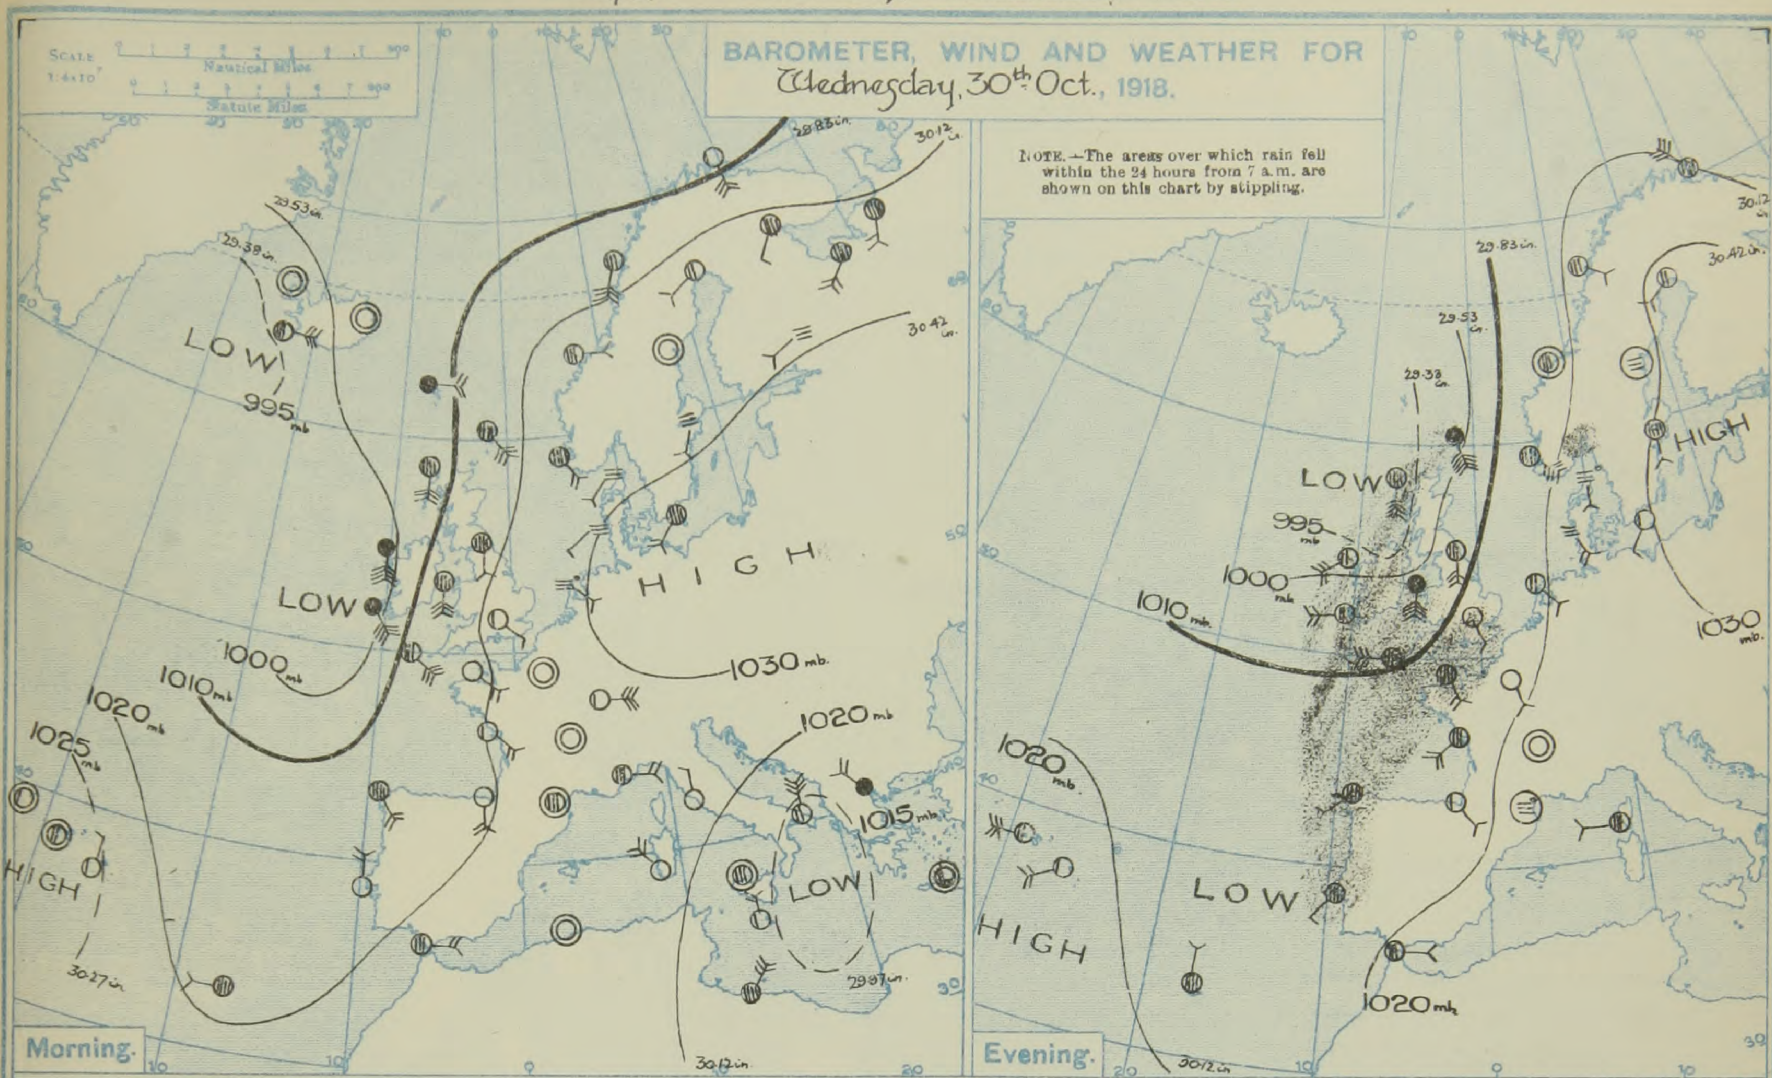 SCALE
1:4x10⁷
Nautical Miles
Statute Miles
BAROMETER, WIND AND WEATHER FOR
Wednesday, 30th Oct., 1918.
NOTE.—The areas over which rain fell
within the 24 hours from 7 a.m. are
shown on this chart by stippling.
29.83 in.
30.12 in.
29.53 in.
29.38 in.
LOW
995 mb
30.42 in.
HIGH
LOW
1000 mb
1010 mb
1020 mb
1025 mb
1030 mb.
1020 mb
1015 mb.
HIGH
LOW
30.27 in
29.97 in.
30.12 in.
Morning.
30.12 in
29.83 in.
30.42 in.
29.53 in.
HIGH
LOW
995 mb
1000 mb
1010 mb.
1030 mb.
1020 mb.
LOW
HIGH
1020 mb
30.12 in
Evening.